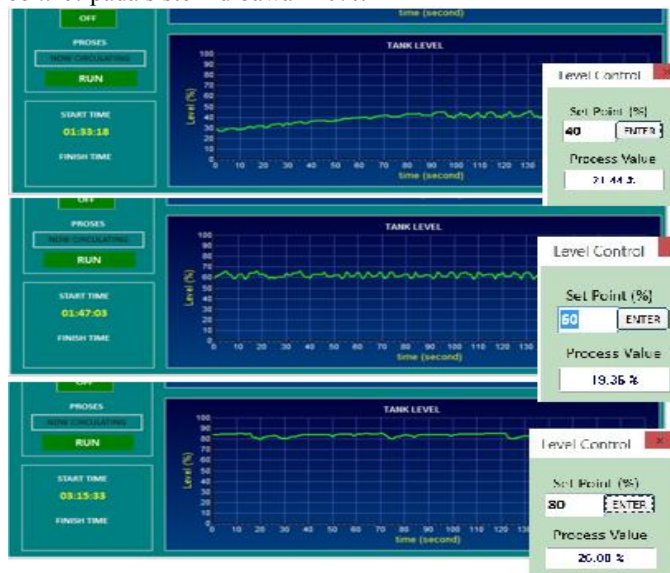 OFF
PROSES
NOW CIRCULATING
RUN
START TIME
01:33:18
FINISH TIME
time (second)
TANK LEVEL
Level (%)
100
90
80
70
60
50
40
30
20
10
0
0 10 20 30 40 50 60 70 80 90 100 110 120 130
time (second)
Level Control
Set Point (%)
40 ENTER
Process Value
21.44 %
OFF
PROSES
NOW CIRCULATING
RUN
START TIME
01:47:03
FINISH TIME
TANK LEVEL
Level (%)
100
90
80
70
60
50
40
30
20
10
0
0 10 20 30 40 50 60 70 80 90 100 110 120 130
time (second)
Level Control
Set Point (%)
60 ENTER
Process Value
19.36 %
PROSES
NOW CIRCULATING
RUN
START TIME
03:15:33
FINISH TIME
TANK LEVEL
Level (%)
100
90
80
70
60
50
40
30
20
10
0
0 10 20 30 40 50 60 70 80 90 100 110 120
time (second)
Level Control
Set Point (%)
80 ENTER
Process Value
26.00 %